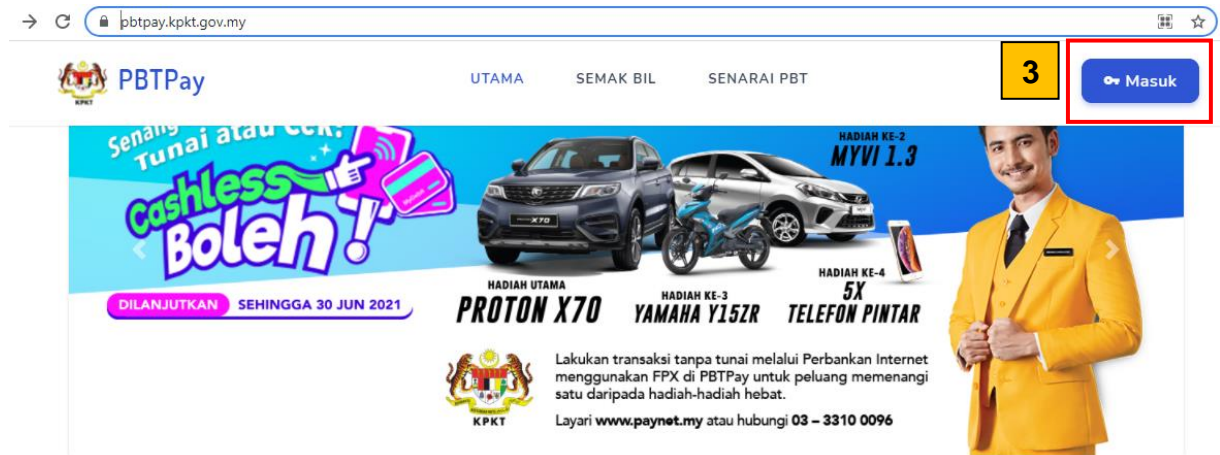 pbtpay.kpkt.gov.my
KPKT
PBTPay
UTAMA
SEMAK BIL
SENARAI PBT
3
Masuk
Senang
Tunai atau Cek!
Cashless
Boleh!
DILANJUTKAN SEHINGGA 30 JUN 2021
HADIAH UTAMA
PROTON X70
HADIAH KE-2
MYVI 1.3
HADIAH KE-3
YAMAHA Y15ZR
HADIAH KE-4
5X
TELEFON PINTAR
X70
KPKT
Lakukan transaksi tanpa tunai melalui Perbankan Internet
menggunakan FPX di PBTPay untuk peluang memenangi
satu daripada hadiah-hadiah hebat.
Layari www.paynet.my atau hubungi 03 – 3310 0096